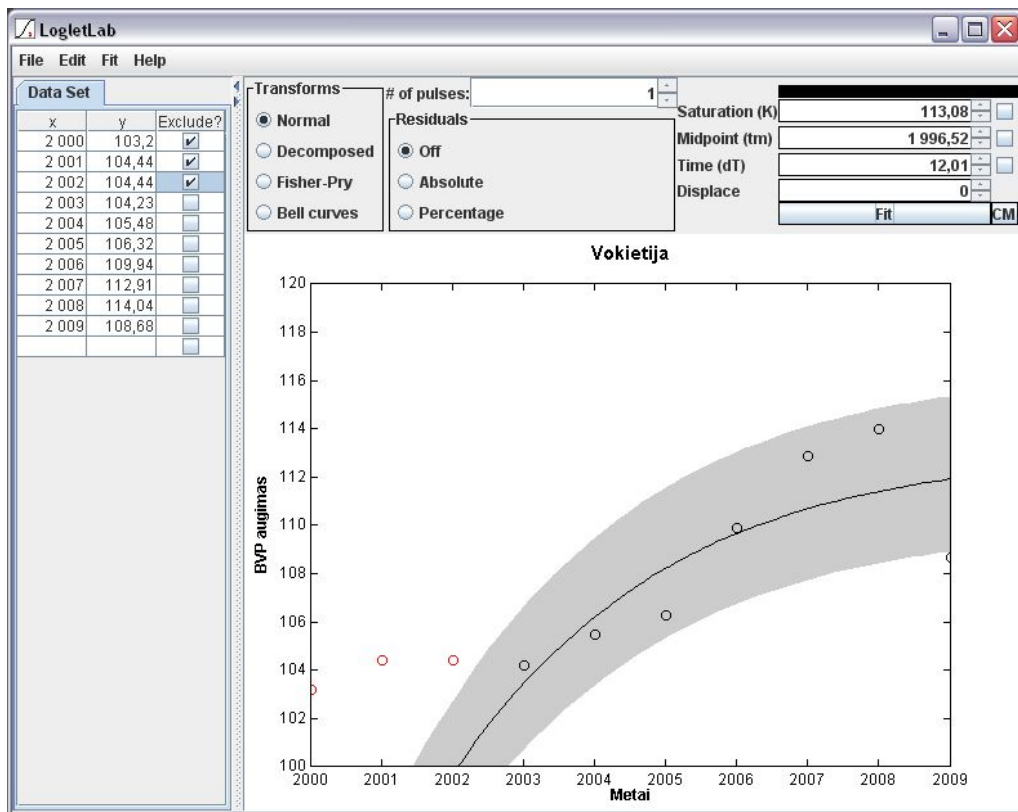 LogletLab
File Edit Fit Help
Data Set
x y Exclude?
2 000 103,2
2 001 104,44
2 002 104,44
2 003 104,23
2 004 105,48
2 005 106,32
2 006 109,94
2 007 112,91
2 008 114,04
2 009 108,68
Transforms
Normal
Decomposed
Fisher-Pry
Bell curves
# of pulses: 1
Residuals
Off
Absolute
Percentage
Saturation (K) 113,08
Midpoint (tm) 1 996,52
Time (dT) 12,01
Displace 0
Fit CM
Vokietija
120
118
116
114
112
110
108
106
104
102
100
BVP augimas
2000 2001 2002 2003 2004 2005 2006 2007 2008 2009
Metai